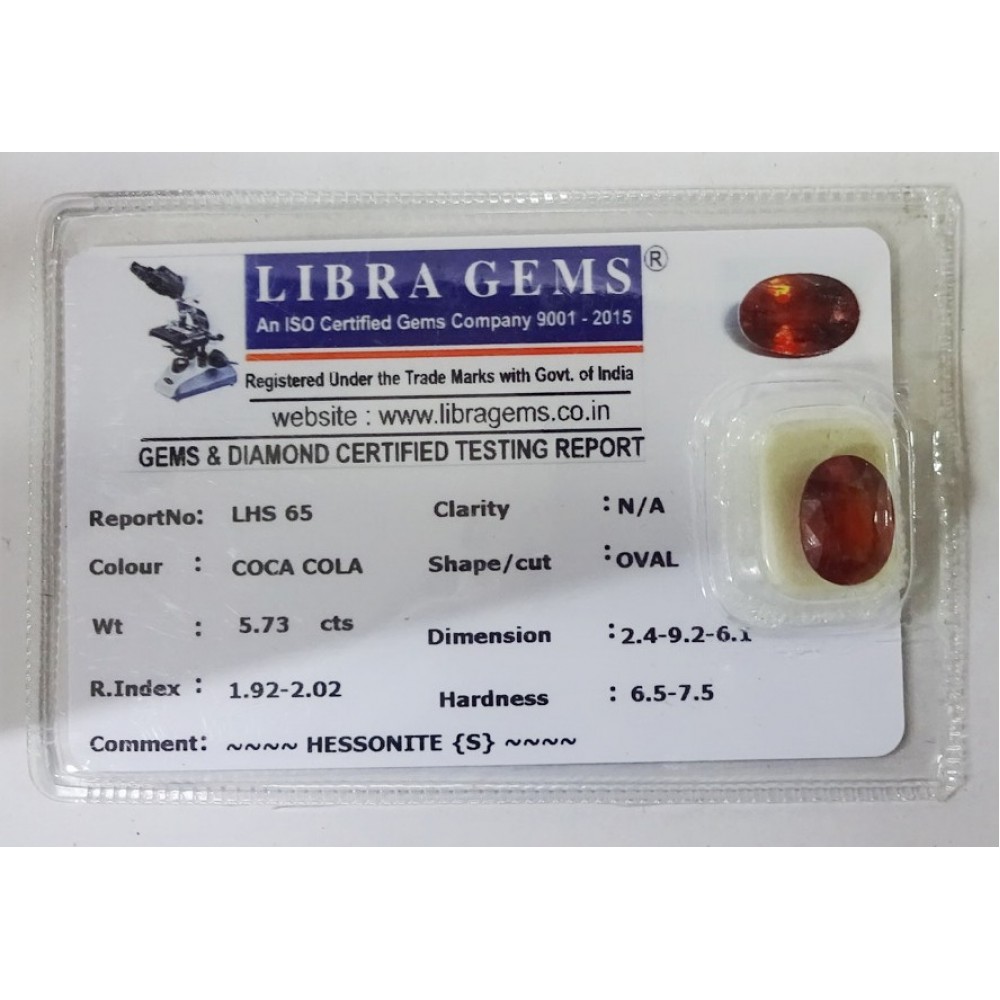 LIBRA GEMS ®
An ISO Certified Gems Company 9001 - 2015
Registered Under the Trade Marks with Govt. of India
website : www.libragems.co.in
GEMS & DIAMOND CERTIFIED TESTING REPORT
ReportNo: LHS 65 Clarity : N/A
Colour : COCA COLA Shape/cut : OVAL
Wt : 5.73 cts Dimension : 2.4-9.2-6.1
R.Index : 1.92-2.02 Hardness : 6.5-7.5
Comment: ~~~~ HESSONITE {S} ~~~~